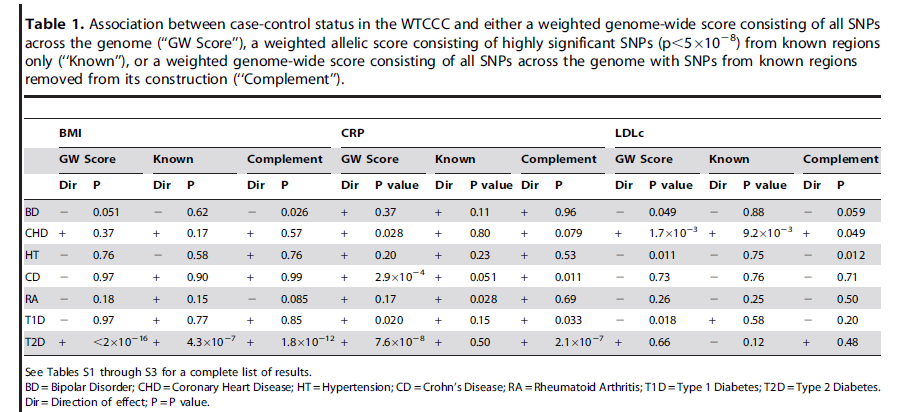 Table 1. Association between case-control status in the WTCCC and either a weighted genome-wide score consisting of all SNPs
across the genome (“GW Score”), a weighted allelic score consisting of highly significant SNPs (p<5×10−8) from known regions
only (“Known”), or a weighted genome-wide score consisting of all SNPs across the genome with SNPs from known regions
removed from its construction (“Complement”).
BMI CRP LDLc
GW Score Known Complement GW Score Known Complement GW Score Known Complement
Dir P Dir P Dir P Dir P value Dir P value Dir P value Dir P value Dir P value Dir P
BD − 0.051 − 0.62 − 0.026 + 0.37 + 0.11 + 0.96 − 0.049 − 0.88 − 0.059
CHD + 0.37 + 0.17 + 0.57 + 0.028 + 0.80 + 0.079 + 1.7×10−3 + 9.2×10−3 + 0.049
HT − 0.76 − 0.58 + 0.76 + 0.20 + 0.23 + 0.53 − 0.011 − 0.75 − 0.012
CD − 0.97 + 0.90 + 0.99 + 2.9×10−4 + 0.051 + 0.011 − 0.73 − 0.76 − 0.71
RA − 0.18 + 0.15 − 0.085 + 0.17 + 0.028 + 0.69 − 0.26 − 0.25 − 0.50
T1D − 0.97 + 0.77 + 0.85 + 0.020 + 0.15 + 0.033 − 0.018 + 0.58 − 0.20
T2D + <2×10−16 + 4.3×10−7 + 1.8×10−12 + 7.6×10−8 + 0.50 + 2.1×10−7 + 0.66 − 0.12 + 0.48
See Tables S1 through S3 for a complete list of results.
BD = Bipolar Disorder; CHD = Coronary Heart Disease; HT = Hypertension; CD = Crohn’s Disease; RA = Rheumatoid Arthritis; T1D = Type 1 Diabetes; T2D = Type 2 Diabetes.
Dir = Direction of effect; P = P value.